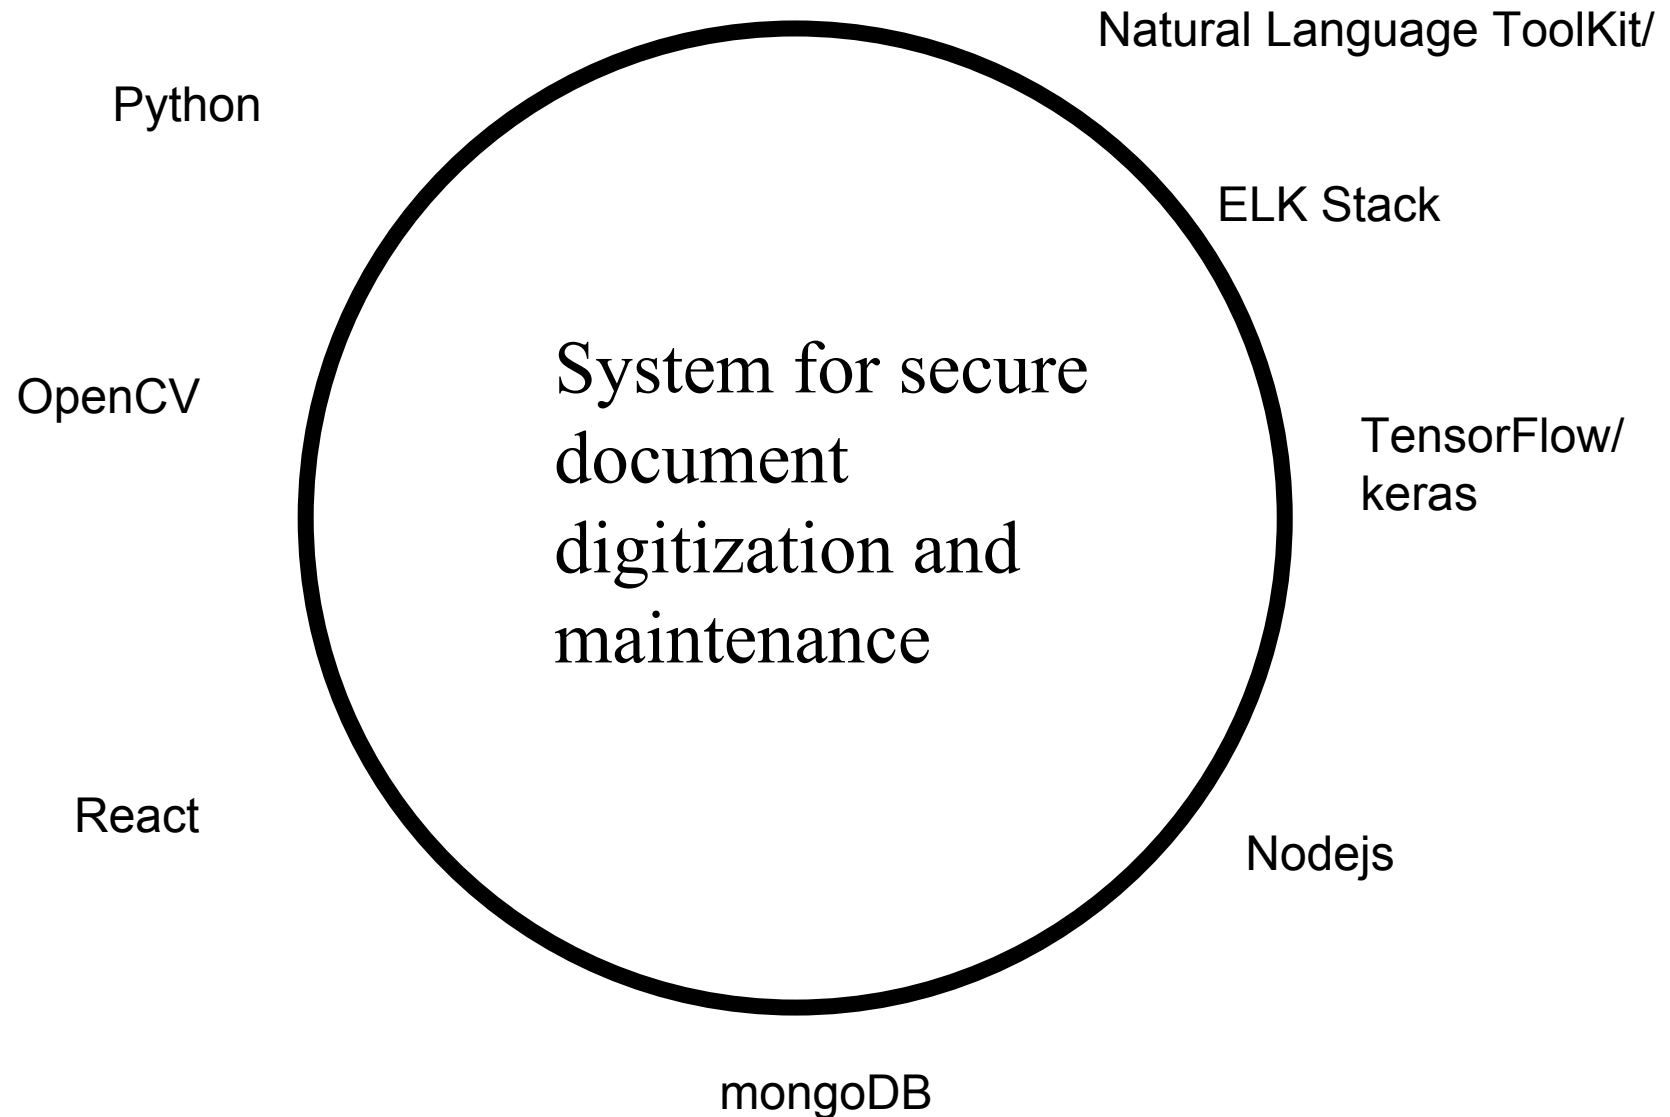 Natural Language ToolKit/
Python
ELK Stack
System for secure
document
digitization and
maintenance
OpenCV
TensorFlow/
keras
React
Nodejs
mongoDB